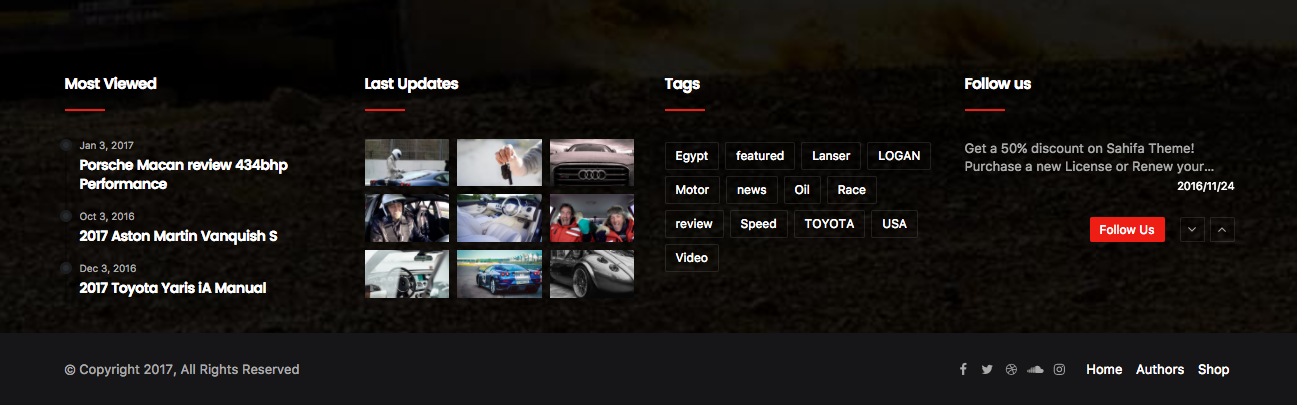 Most Viewed
Jan 3, 2017
Porsche Macan review 434bhp
Performance
Oct 3, 2016
2017 Aston Martin Vanquish S
Dec 3, 2016
2017 Toyota Yaris iA Manual
Last Updates
Tags
Egypt featured Lanser LOGAN
Motor news Oil Race
review Speed TOYOTA USA
Video
Follow us
Get a 50% discount on Sahifa Theme!
Purchase a new License or Renew your...
2016/11/24
Follow Us
© Copyright 2017, All Rights Reserved
Home Authors Shop